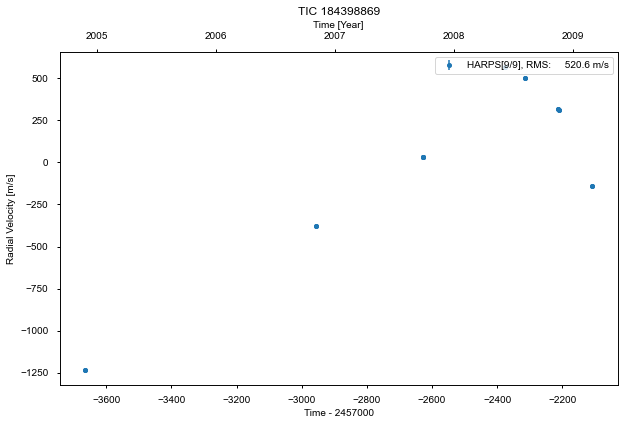 TIC 184398869
Time [Year]
2005 2006 2007 2008 2009
HARPS[9/9], RMS: 520.6 m/s
500
250
0
−250
−500
−750
−1000
−1250
Radial Velocity [m/s]
−3600 −3400 −3200 −3000 −2800 −2600 −2400 −2200
Time - 2457000